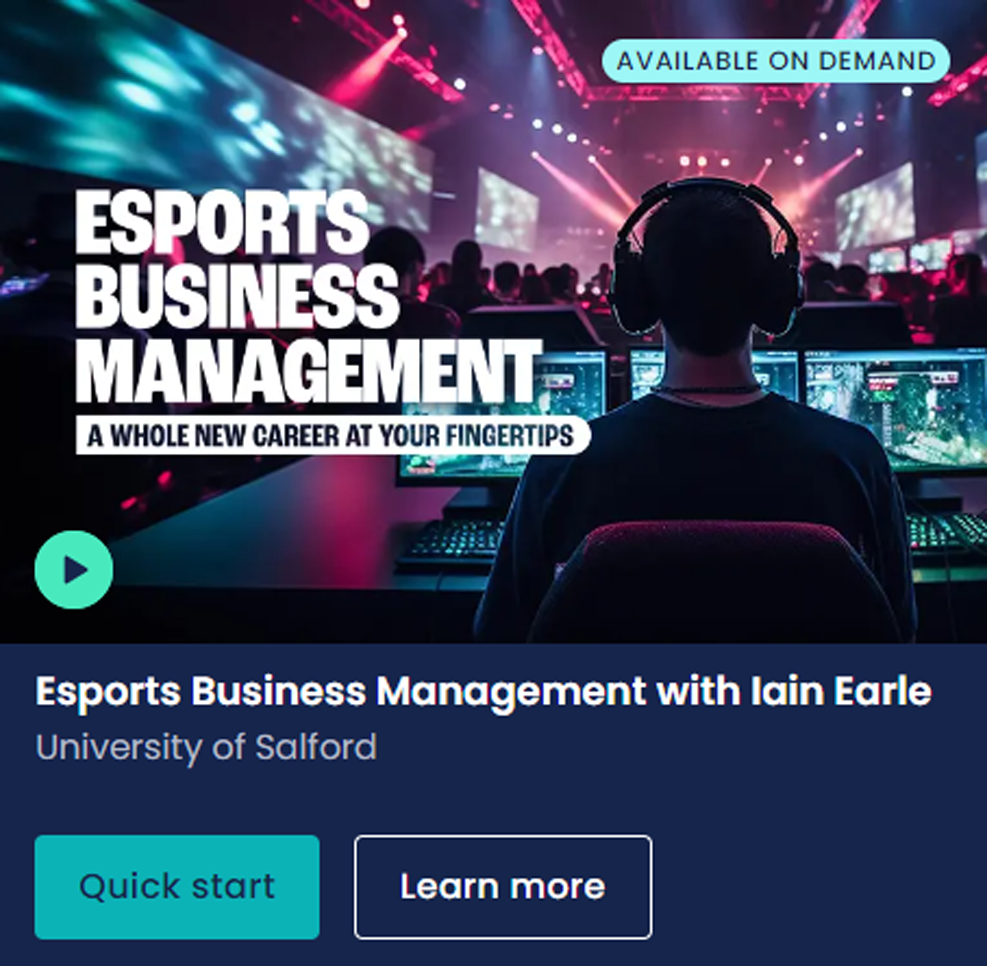 AVAILABLE ON DEMAND
ESPORTS
BUSINESS
MANAGEMENT
A WHOLE NEW CAREER AT YOUR FINGERTIPS
Esports Business Management with Iain Earle
University of Salford
Quick start
Learn more